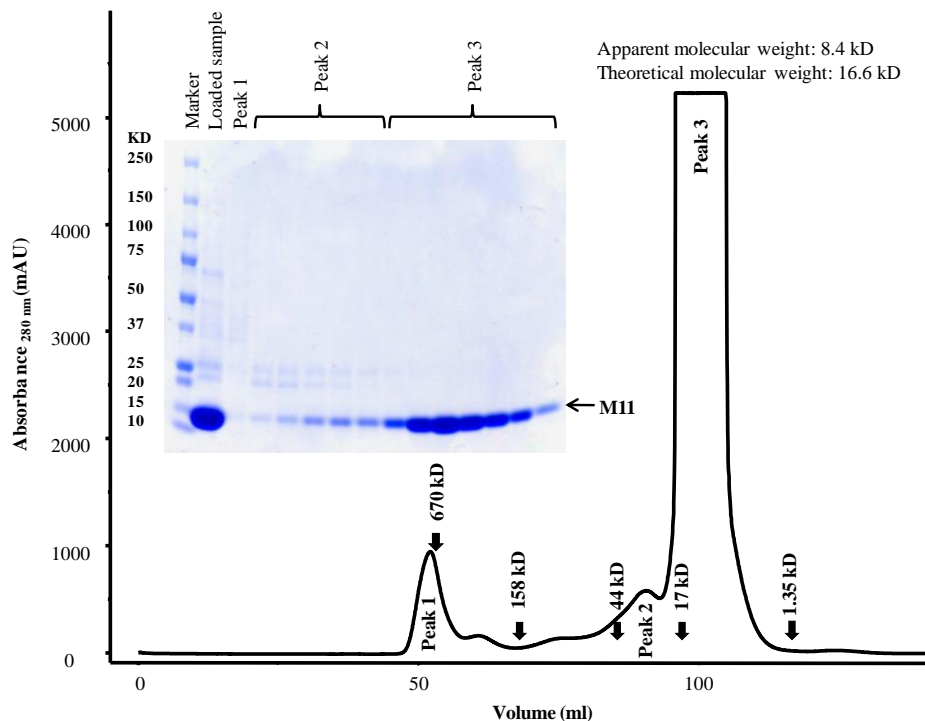 Apparent molecular weight: 8.4 kD
Theoretical molecular weight: 16.6 kD
Marker
Loaded sample
Peak 1
Peak 2
Peak 3
KD
250
150
100
75
50
37
25
20
15
10
M11
Absorba nce 280 nm (mAU)
5000
4000
3000
2000
1000
0
Peak 1
670 kD
158 kD
44 kD
Peak 2
17 kD
Peak 3
1.35 kD
0
50
100
Volume (ml)